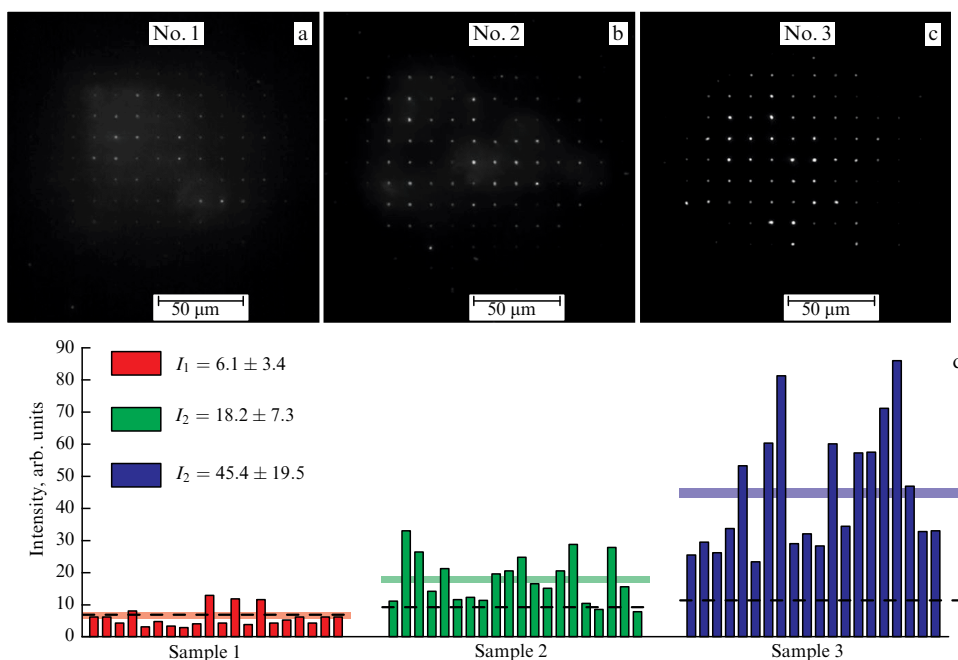 No. 1
a
No. 2
b
No. 3
c
50 µm
50 µm
50 µm
90
80
70
60
50
40
30
20
10
0
Intensity, arb. units
I₁ = 6.1 ± 3.4
I₂ = 18.2 ± 7.3
I₂ = 45.4 ± 19.5
Sample 1
Sample 2
Sample 3